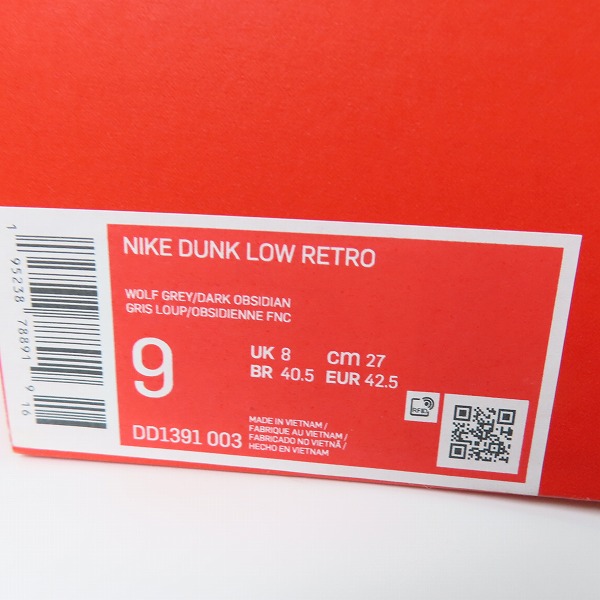 NIKE DUNK LOW RETRO
WOLF GREY/DARK OBSIDIAN
GRIS LOUP/OBSIDIENNE FNC
9
UK 8 cm 27
BR 40.5 EUR 42.5
DD1391 003
MADE IN VIETNAM /
FABRIQUE AU VIETNAM /
FABRICADO NO VIETNÃ /
HECHO EN VIETNAM
RFID
1 95238 78891 9 16